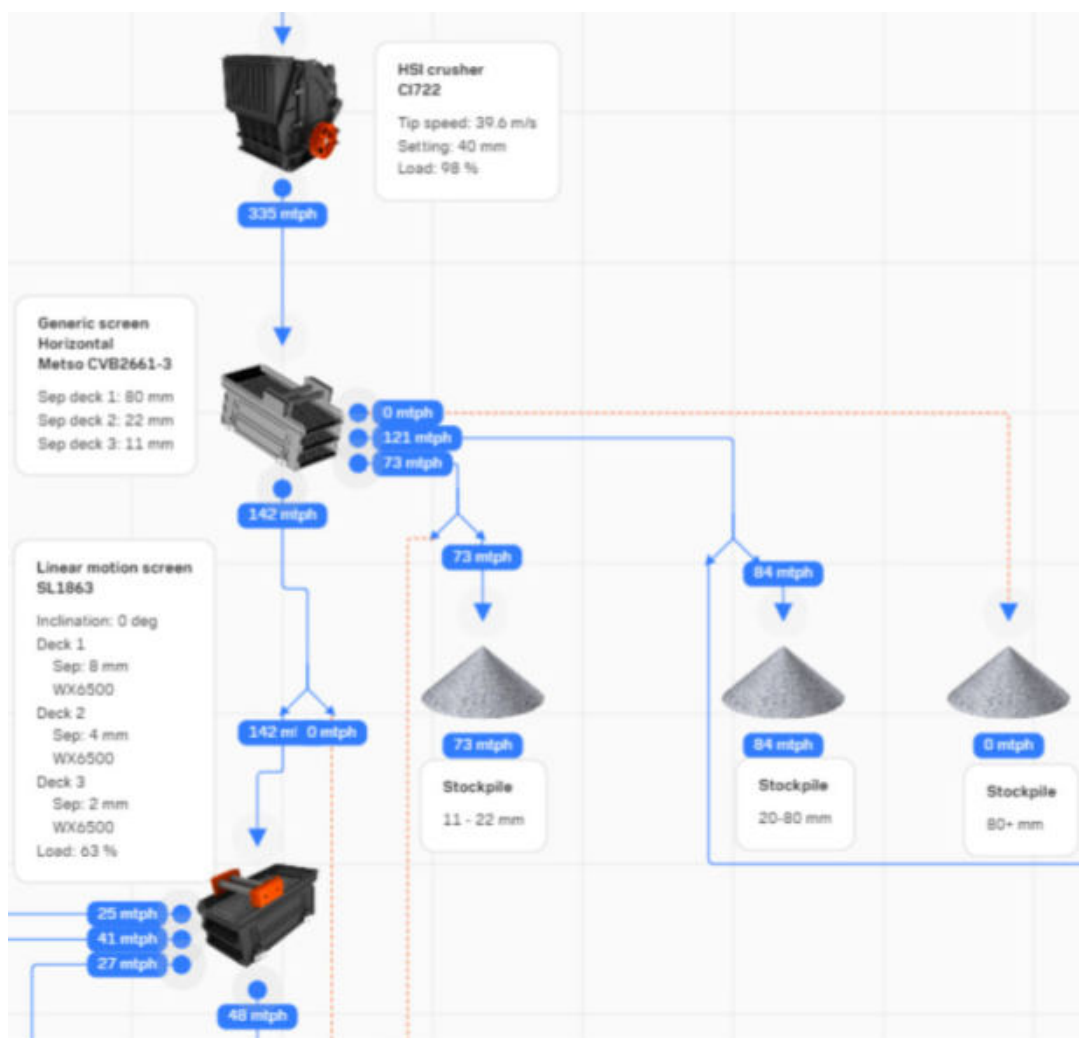 HSI crusher
CI722
Tip speed: 39.6 m/s
Setting: 40 mm
Load: 98 %
335 mtph
Generic screen
Horizontal
Metso CVB2661-3
Sep deck 1: 80 mm
Sep deck 2: 22 mm
Sep deck 3: 11 mm
0 mtph
121 mtph
73 mtph
142 mtph
73 mtph
84 mtph
Linear motion screen
SL1863
Inclination: 0 deg
Deck 1
Sep: 8 mm
WX6500
Deck 2
Sep: 4 mm
WX6500
Deck 3
Sep: 2 mm
WX6500
Load: 63 %
142 mt 0 mtph
73 mtph
84 mtph
0 mtph
Stockpile
11 - 22 mm
Stockpile
20-80 mm
Stockpile
80+ mm
25 mtph
41 mtph
27 mtph
48 mtph